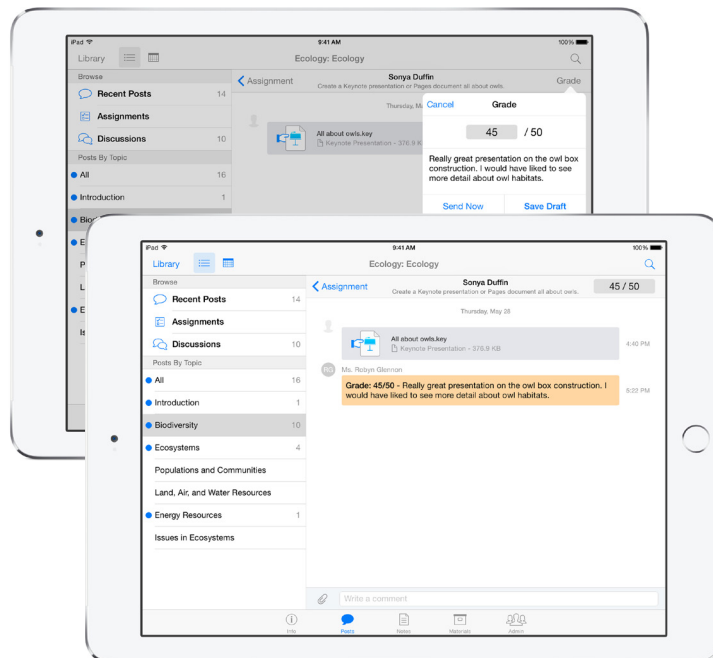 iPad 9:41 AM 100%
Library Ecology: Ecology
Browse
Recent Posts 14
Assignments
Discussions 10
Posts By Topic
All 16
Introduction 1
Assignment Sonya Duffin Grade
Create a Keynote presentation or Pages document all about owls.
Thursday, Ma
All about owls.key
Keynote Presentation - 376.9 K
Cancel Grade
45 / 50
Really great presentation on the owl box
construction. I would have liked to see
more detail about owl habitats.
Send Now Save Draft
Bio
E
P
L
E
Is
iPad 9:41 AM 100%
Library Ecology: Ecology
Browse
Recent Posts 14
Assignments
Discussions 10
Posts By Topic
All 16
Introduction 1
Biodiversity 10
Ecosystems 4
Populations and Communities
Land, Air, and Water Resources
Energy Resources 1
Issues in Ecosystems
Assignment Sonya Duffin 45 / 50
Create a Keynote presentation or Pages document all about owls.
Thursday, May 28
All about owls.key
Keynote Presentation - 376.9 KB
4:40 PM
RG Ms. Robyn Glennon
Grade: 45/50 - Really great presentation on the owl box construction. I
would have liked to see more detail about owl habitats.
8:22 PM
Write a comment
Info Posts Notes Materials Admin